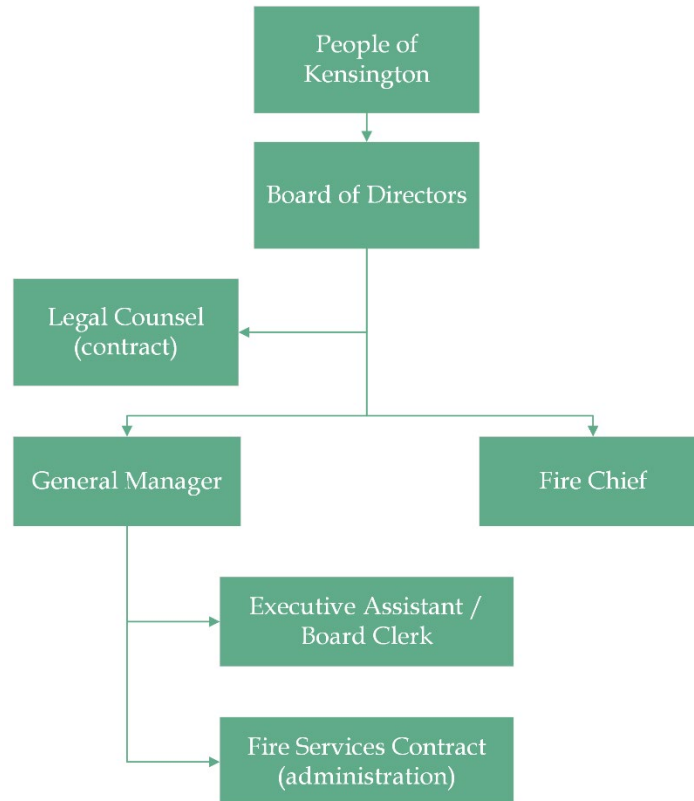 People of
Kensington
Board of Directors
Legal Counsel
(contract)
General Manager
Fire Chief
Executive Assistant /
Board Clerk
Fire Services Contract
(administration)